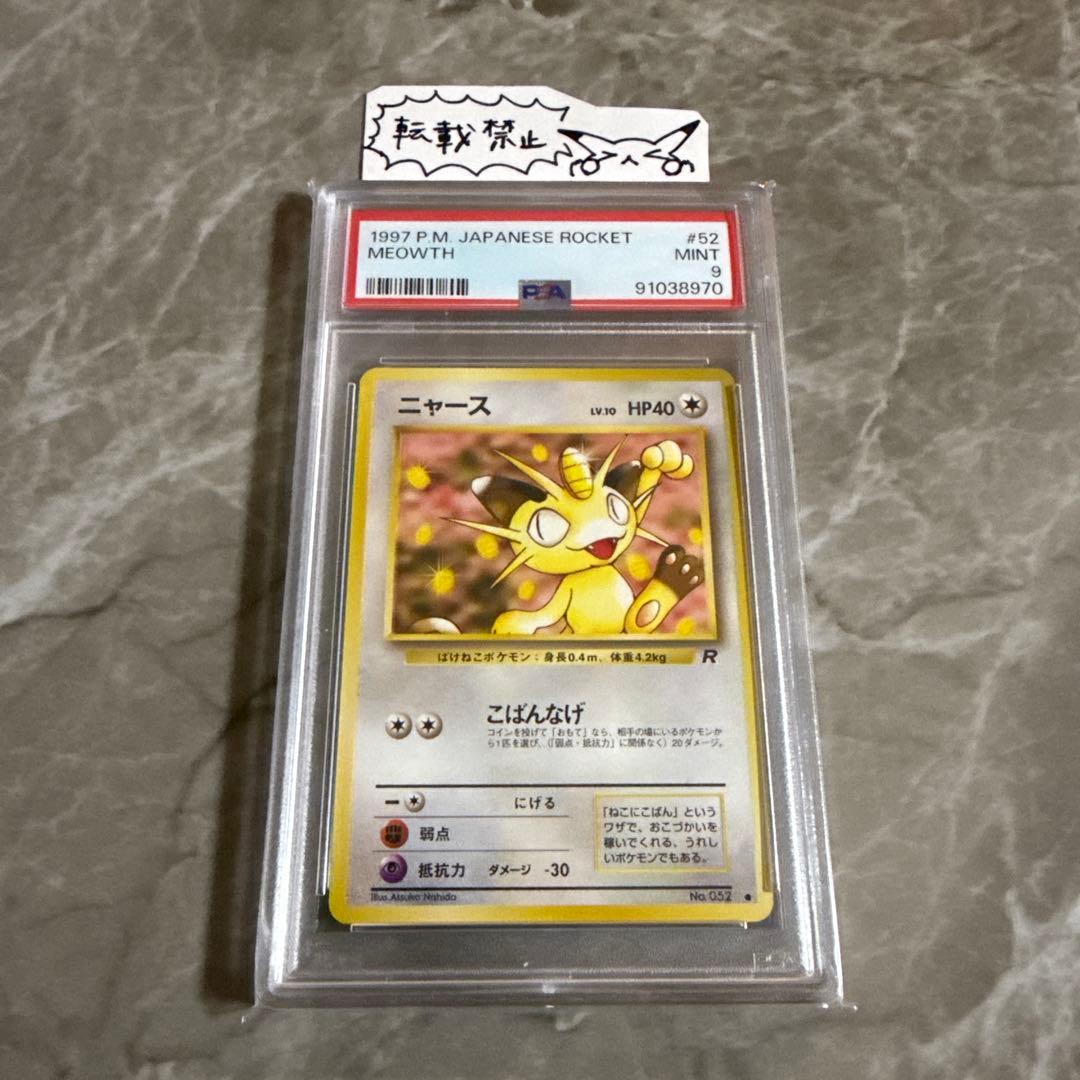 転載禁止
1997 P.M. JAPANESE ROCKET #52
MEOWTH MINT
9
PSA 91038970
ニャース LV.10 HP40
ばけねこポケモン：身長0.4m、体重4.2kg R
こばんなげ
コインを投げて「おもて」なら、相手の場にいるポケモンか
ら1匹を選び、（「弱点・抵抗力」に関係なく）20ダメージ。
にげる
弱点
抵抗力 ダメージ -30
「ねこにこばん」という
ワザで、おこづかいを
稼いでくれる、うれし
いポケモンでもある。
Illus. Atsuko Nishida No. 052